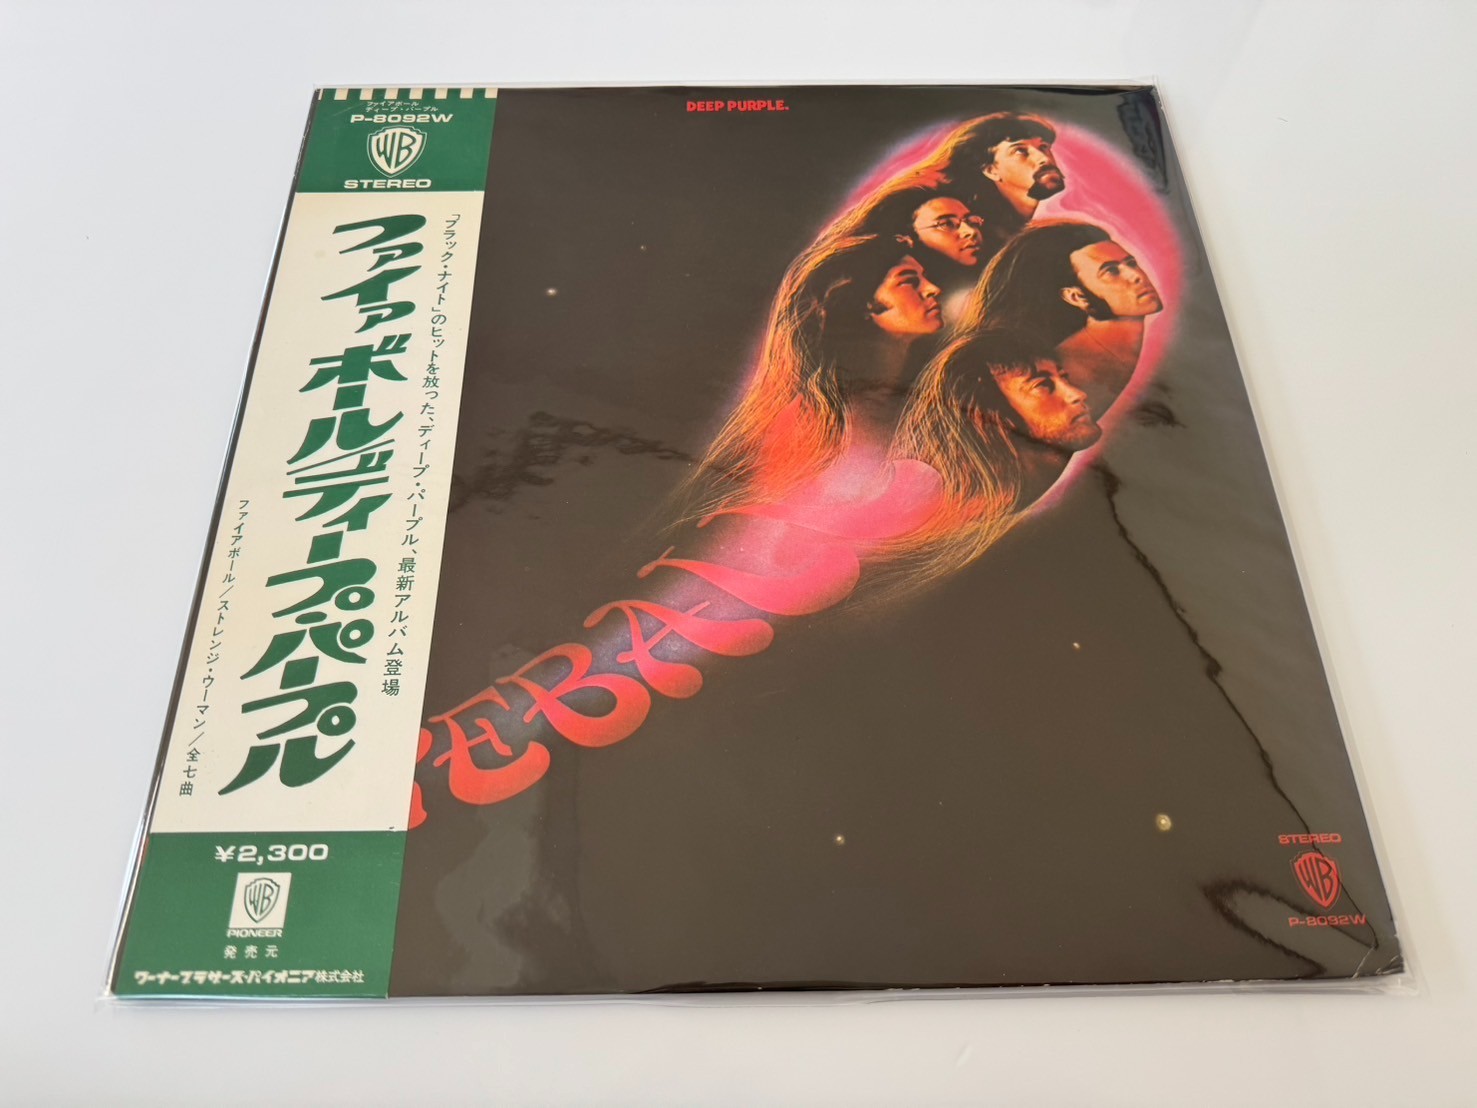 ファイアボール
ディープ・パープル
P-8092W
WB
STEREO
「ブラック・ナイト」のヒットを放った、ディープ・パープル、最新アルバム登場
ファイアボール/ディープ・パープル
ファイアボール/ストレンジ・ウーマン/全七曲
¥2,300
WB
PIONEER
発売元
ワーナーブラザーズ・パイオニア株式会社
DEEP PURPLE.
EBALL
STEREO
WB
P-8092W